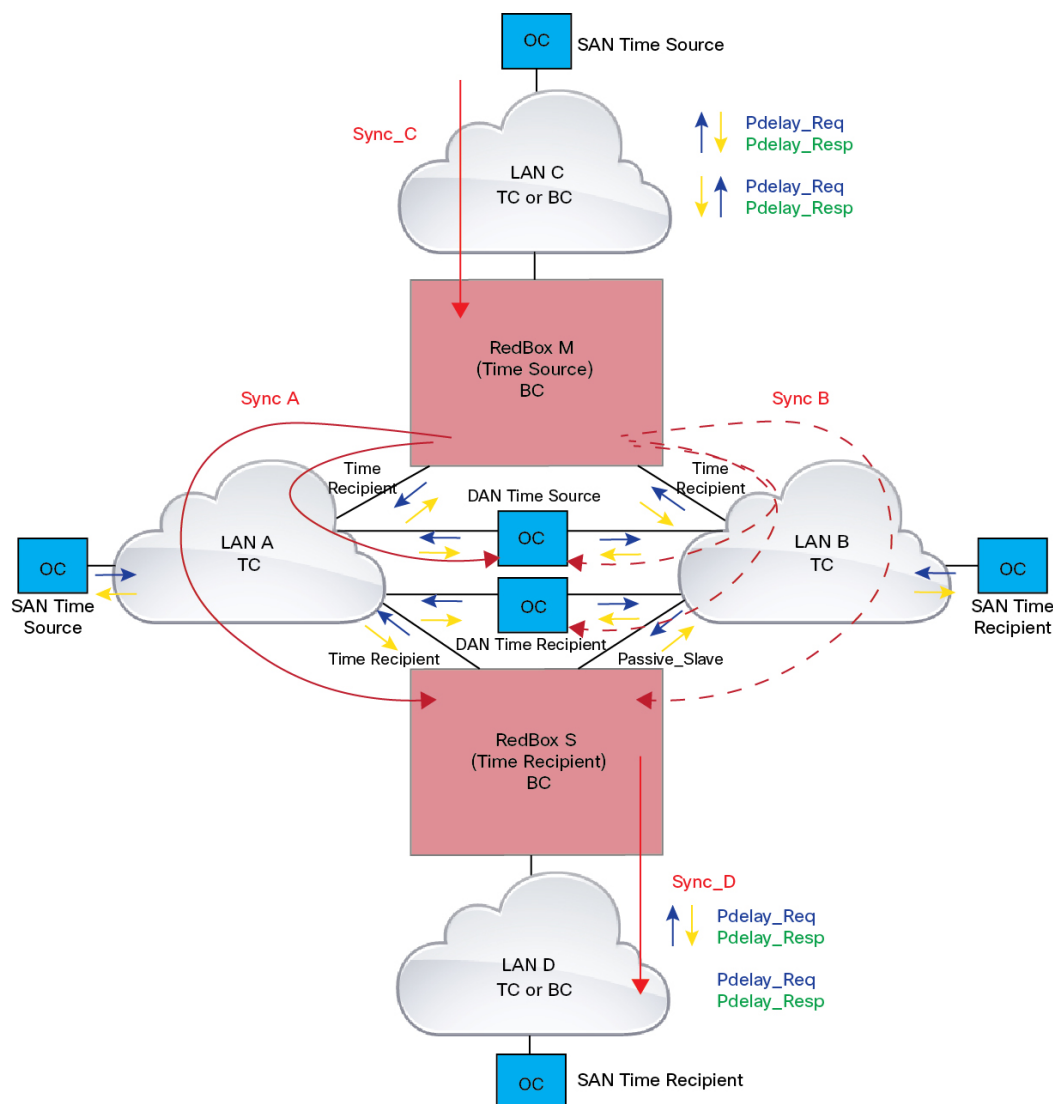 OC
SAN Time Source
Sync_C
Pdelay_Req
Pdelay_Resp
LAN C
TC or BC
Pdelay_Req
Pdelay_Resp
RedBox M
(Time Source)
BC
Sync A
Sync B
Time
Recipient
Time
Recipient
DAN Time Source
LAN A
TC
OC
LAN B
TC
OC
SAN Time
Source
OC
SAN Time
Recipient
OC
DAN Time Recipient
Time Recipient
Passive_Slave
RedBox S
(Time Recipient)
BC
Sync_D
Pdelay_Req
Pdelay_Resp
LAN D
TC or BC
Pdelay_Req
Pdelay_Resp
OC
SAN Time Recipient